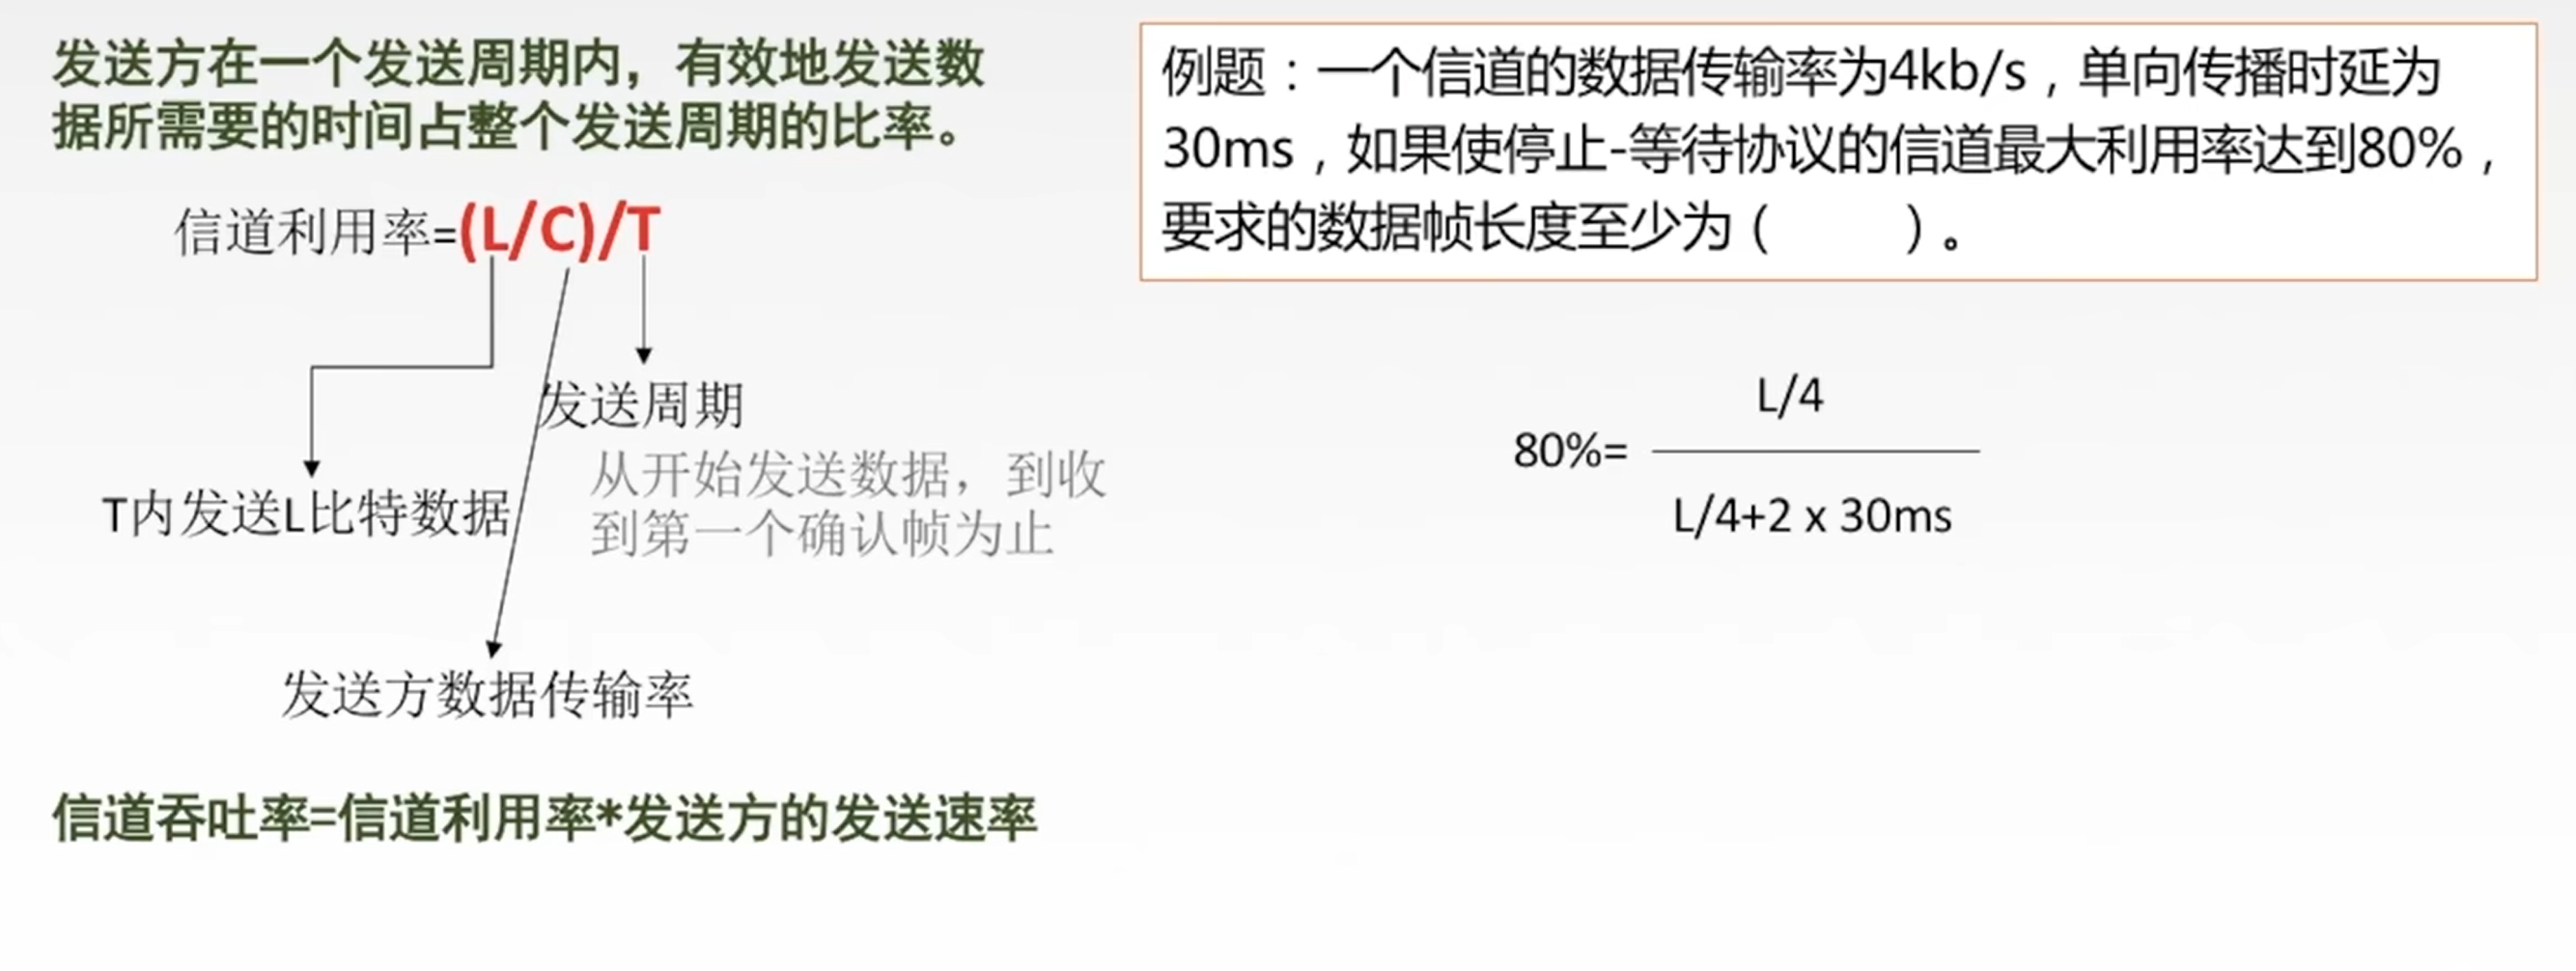 发送方在一个发送周期内，有效地发送数
据所需要的时间占整个发送周期的比率。
信道利用率=(L/C)/T
发送周期
从开始发送数据，到收
到第一个确认帧为止
T内发送L比特数据
发送方数据传输率
信道吞吐率=信道利用率*发送方的发送速率
例题：一个信道的数据传输率为4kb/s，单向传播时延为
30ms，如果使停止-等待协议的信道最大利用率达到80%，
要求的数据帧长度至少为（　　）。
L/4
80%=
L/4+2 x 30ms